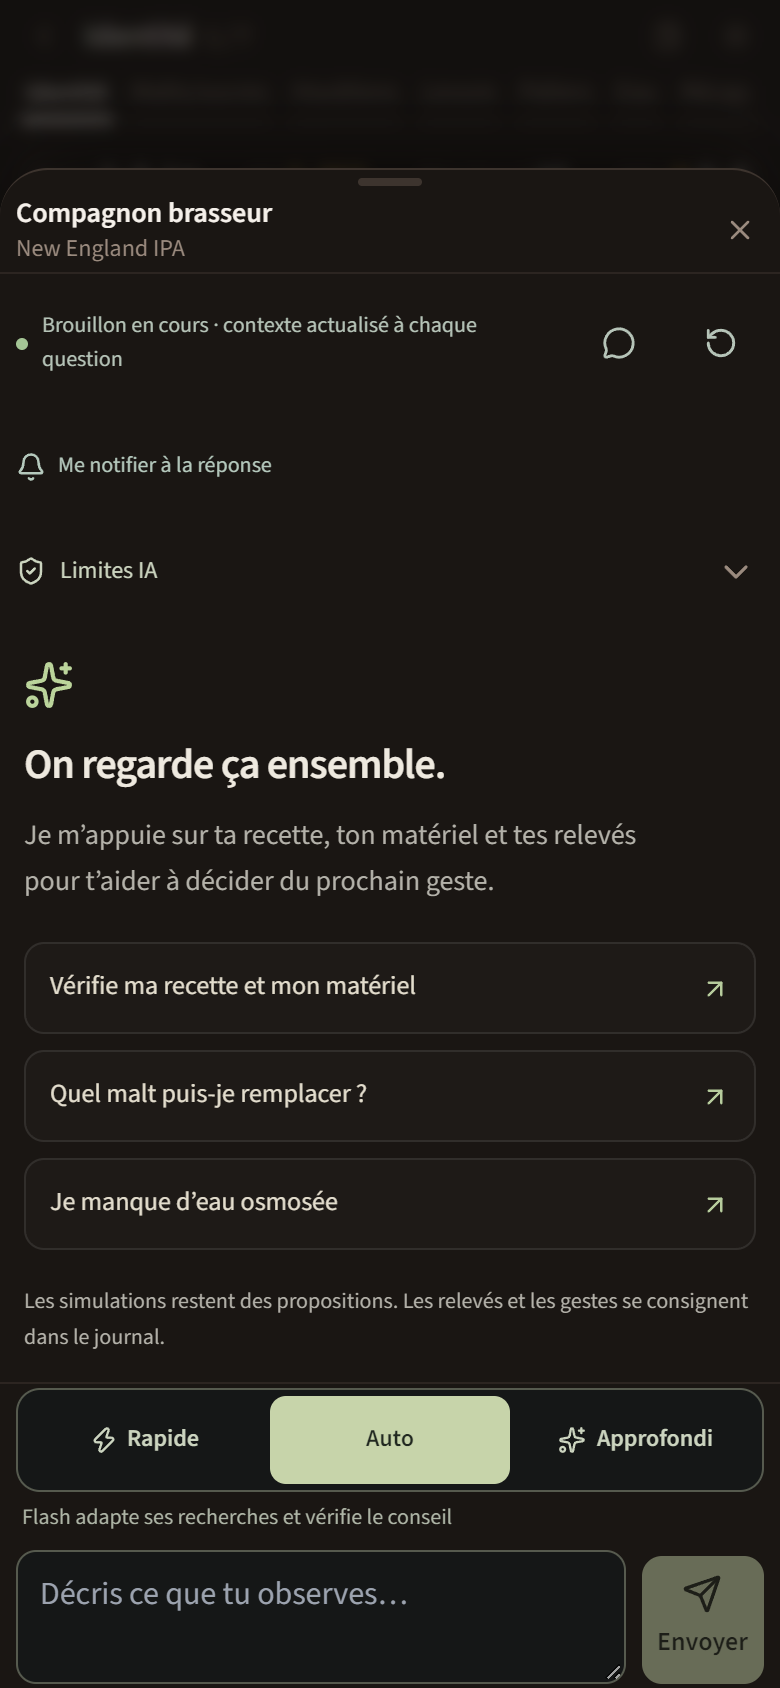 Compagnon brasseur
New England IPA
Brouillon en cours · contexte actualisé à chaque
question
Me notifier à la réponse
Limites IA
On regarde ça ensemble.
Je m’appuie sur ta recette, ton matériel et tes relevés
pour t’aider à décider du prochain geste.
Vérifie ma recette et mon matériel
Quel malt puis-je remplacer ?
Je manque d’eau osmosée
Les simulations restent des propositions. Les relevés et les gestes se consignent
dans le journal.
Rapide
Auto
Approfondi
Flash adapte ses recherches et vérifie le conseil
Décris ce que tu observes…
Envoyer